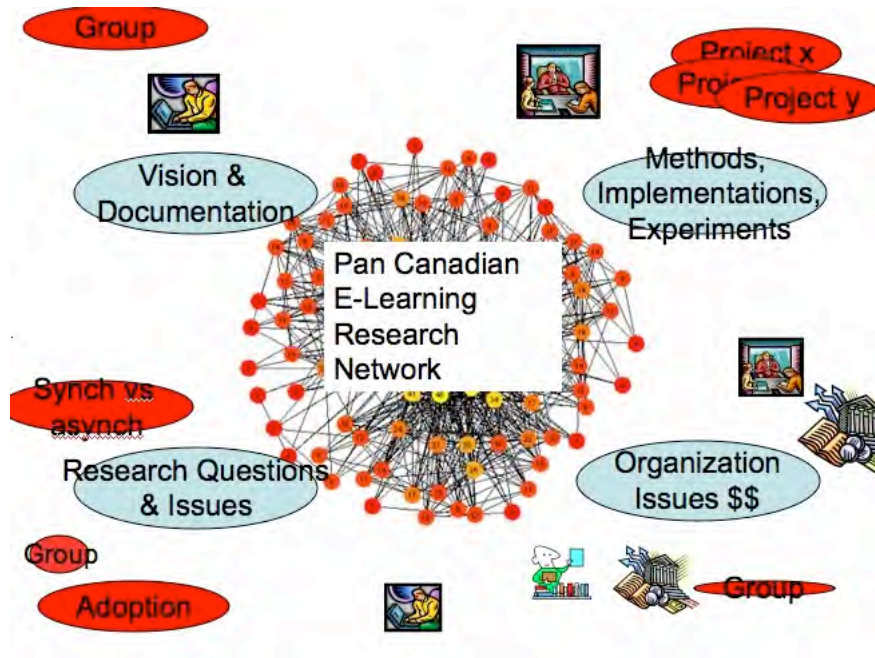 Group
Project x
Project y
Vision &
Documentation
Methods,
Implementations,
Experiments
Pan Canadian
E-Learning
Research
Network
Synch vs
asynch
Research Questions
& Issues
Organization
Issues $$
Group
Adoption
Group